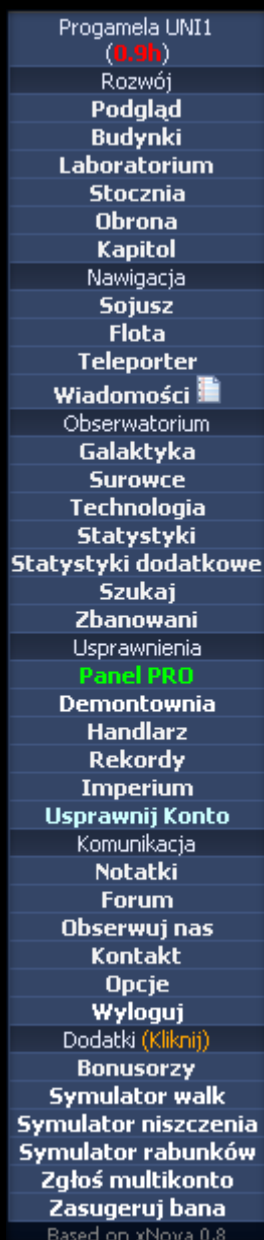 Progamela UNI1
(0.9h)
Rozwój
Podgląd
Budynki
Laboratorium
Stocznia
Obrona
Kapitol
Nawigacja
Sojusz
Flota
Teleporter
Wiadomości
Obserwatorium
Galaktyka
Surowce
Technologia
Statystyki
Statystyki dodatkowe
Szukaj
Zbanowani
Usprawnienia
Panel PRO
Demontownia
Handlarz
Rekordy
Imperium
Usprawnij Konto
Komunikacja
Notatki
Forum
Obserwuj nas
Kontakt
Opcje
Wyloguj
Dodatki (Kliknij)
Bonusorzy
Symulator walk
Symulator niszczenia
Symulator rabunków
Zgłoś multikonto
Zasugeruj bana
Based on xNova 0.8